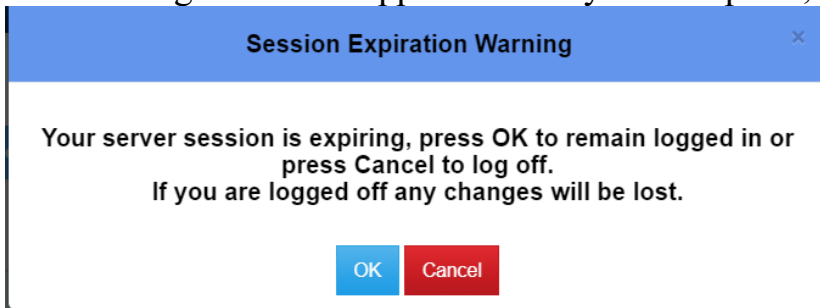 Session Expiration Warning ×
Your server session is expiring, press OK to remain logged in or
press Cancel to log off.
If you are logged off any changes will be lost.
OK Cancel